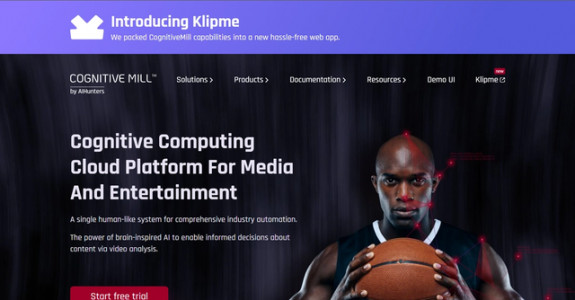 Introducing Klipme
We packed CognitiveMill capabilities into a new hassle-free web app.
COGNITIVE MILL™
by AIHunters
Solutions
Products
Documentation
Resources
Demo UI
new
Klipme
Cognitive Computing
Cloud Platform For Media
And Entertainment
A single human-like system for comprehensive industry automation.
The power of brain-inspired AI to enable informed decisions about
content via video analysis.
Start free trial